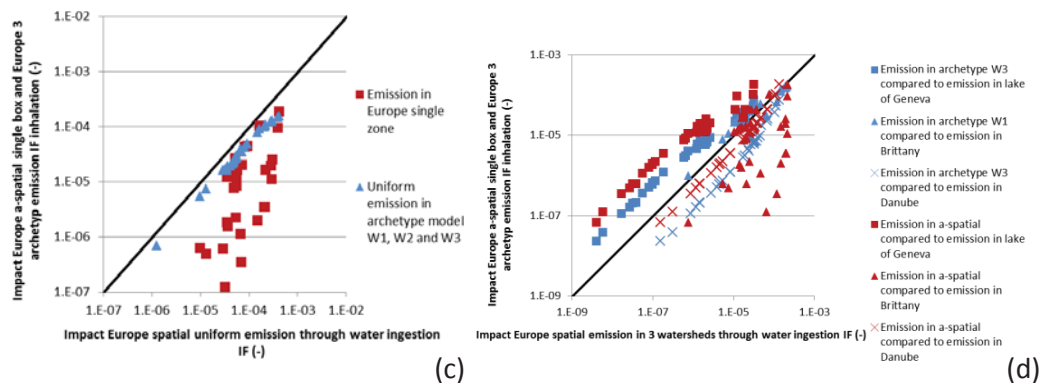 Impact Europe a-spatial single box and Europe 3
archetyp emission IF inhalation (-)
1.E-02
1.E-03
1.E-04
1.E-05
1.E-06
1.E-07
1.E-07 1.E-06 1.E-05 1.E-04 1.E-03 1.E-02
Impact Europe spatial uniform emission through water ingestion
IF (-)
Emission in
Europe single
zone
Uniform
emission in
archetype model
W1, W2 and W3
(c)
Impact Europe a-spatial single box and Europe 3
archetyp emission IF inhalation (-)
1.E-03
1.E-05
1.E-07
1.E-09
1.E-09 1.E-07 1.E-05 1.E-03
Impact Europe spatial emission in 3 watersheds through water ingestion IF (-)
Emission in archetype W3
compared to emission in lake
of Geneva
Emission in archetype W1
compared to emission in
Brittany
Emission in archetype W3
compared to emission in
Danube
Emission in a-spatial
compared to emission in lake
of Geneva
Emission in a-spatial
compared to emission in
Brittany
Emission in a-spatial
compared to emission in
Danube
(d)